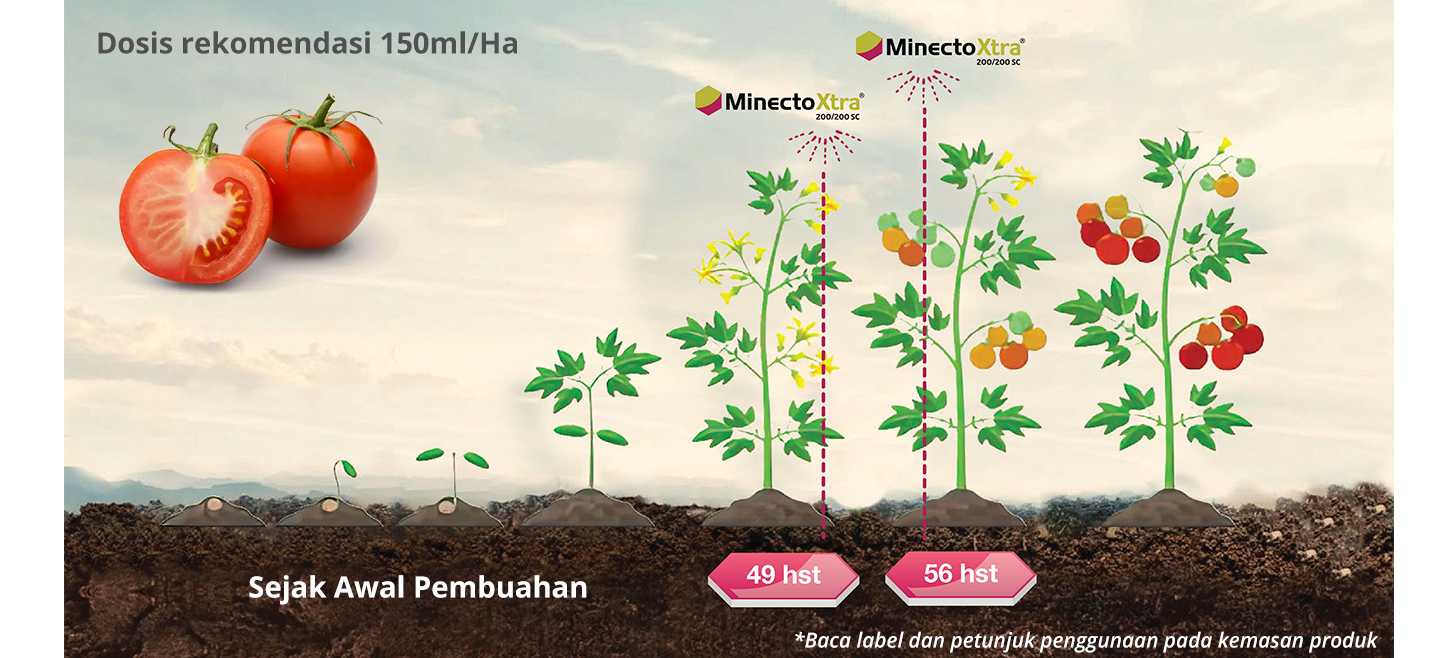 Dosis rekomendasi 150ml/Ha
MinectoXtra®
200/200 SC
MinectoXtra®
200/200 SC
49 hst
56 hst
Sejak Awal Pembuahan
*Baca label dan petunjuk penggunaan pada kemasan produk